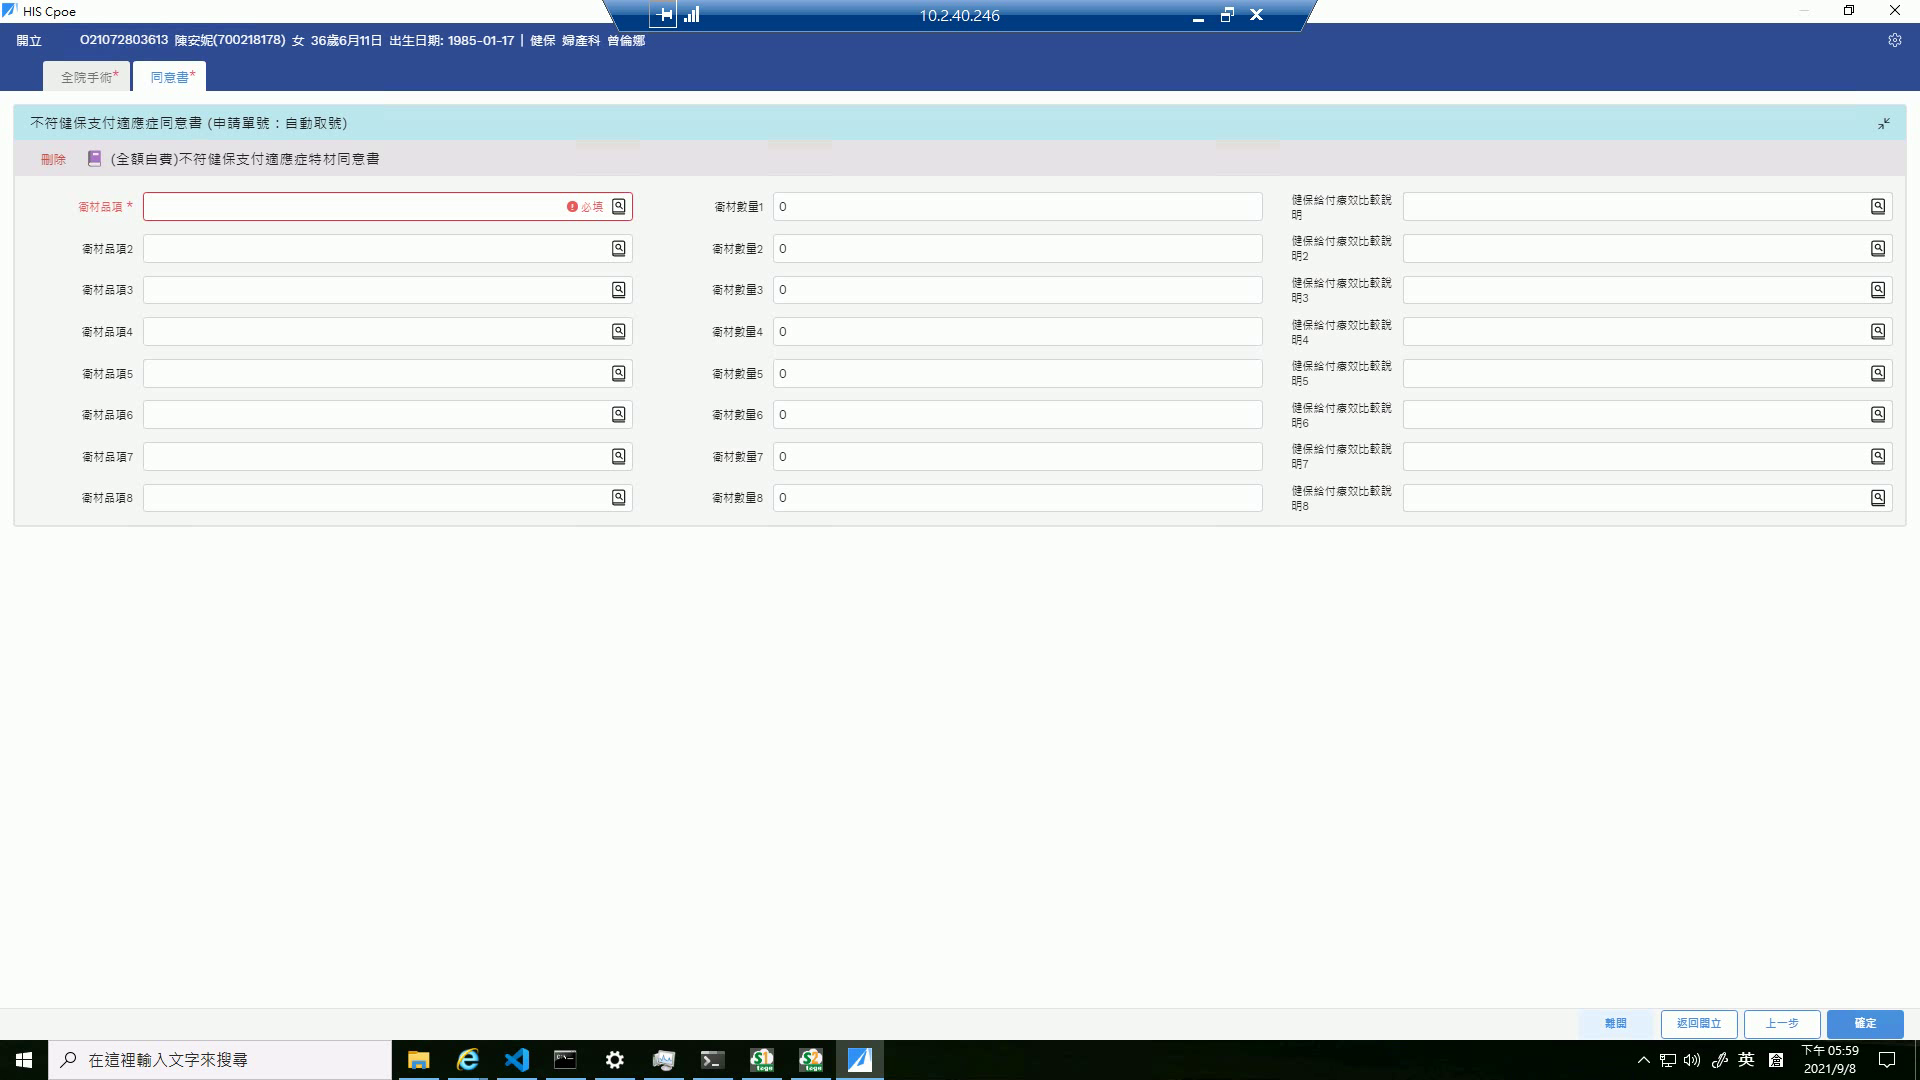 HIS Cpoe
10.2.40.246
開立 O21072803613 陳安妮(700218178) 女 36歲6月11日 出生日期: 1985-01-17 | 健保 婦產科 曾倫娜
全院手術* 同意書*
不符健保支付適應症同意書 (申請單號：自動取號)
刪除 (全額自費)不符健保支付適應症特材同意書
衛材品項 * 必填 衛材數量1 0 健保給付療效比較說明
衛材品項2 衛材數量2 0 健保給付療效比較說明2
衛材品項3 衛材數量3 0 健保給付療效比較說明3
衛材品項4 衛材數量4 0 健保給付療效比較說明4
衛材品項5 衛材數量5 0 健保給付療效比較說明5
衛材品項6 衛材數量6 0 健保給付療效比較說明6
衛材品項7 衛材數量7 0 健保給付療效比較說明7
衛材品項8 衛材數量8 0 健保給付療效比較說明8
離開 返回開立 上一步 確定
在這裡輸入文字來搜尋
英
下午 05:59
2021/9/8